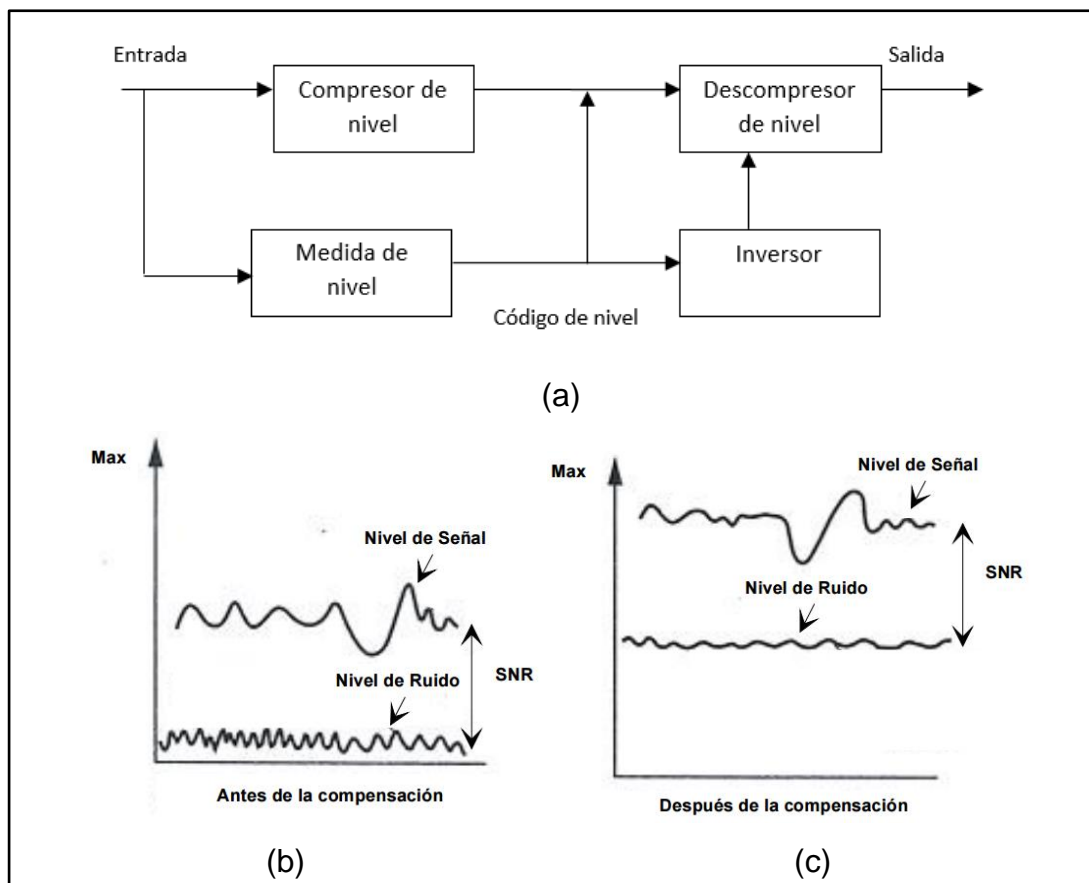 Entrada
Salida
Compresor de
nivel
Descompresor
de nivel
Medida de
nivel
Inversor
Código de nivel
(a)
Max
Nivel de Señal
Nivel de Ruido
SNR
Antes de la compensación
(b)
Max
Nivel de Señal
Nivel de Ruido
SNR
Después de la compensación
(c)